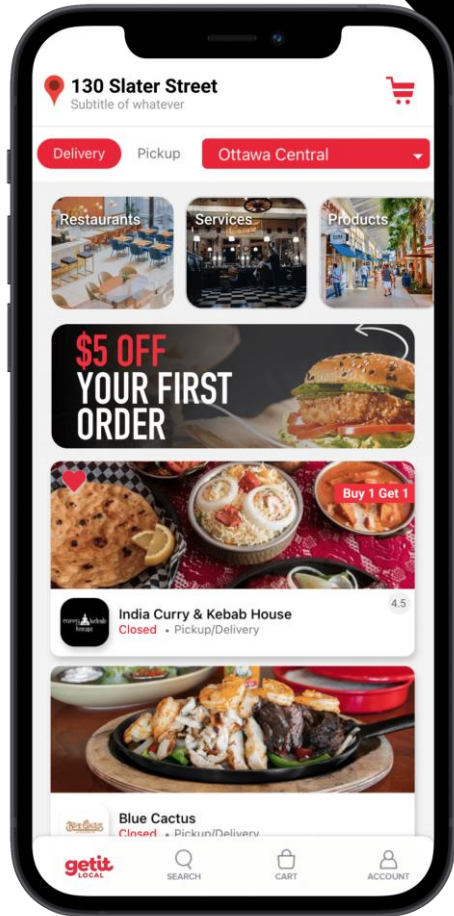 130 Slater Street
Subtitle of whatever
Delivery
Pickup
Ottawa Central
Restaurants
Services
Products
$5 OFF
YOUR FIRST
ORDER
Buy 1 Get 1
4.5
India Curry & Kebab House
Closed • Pickup/Delivery
Blue Cactus
Closed • Pickup/Delivery
getit
LOCAL
SEARCH
CART
ACCOUNT